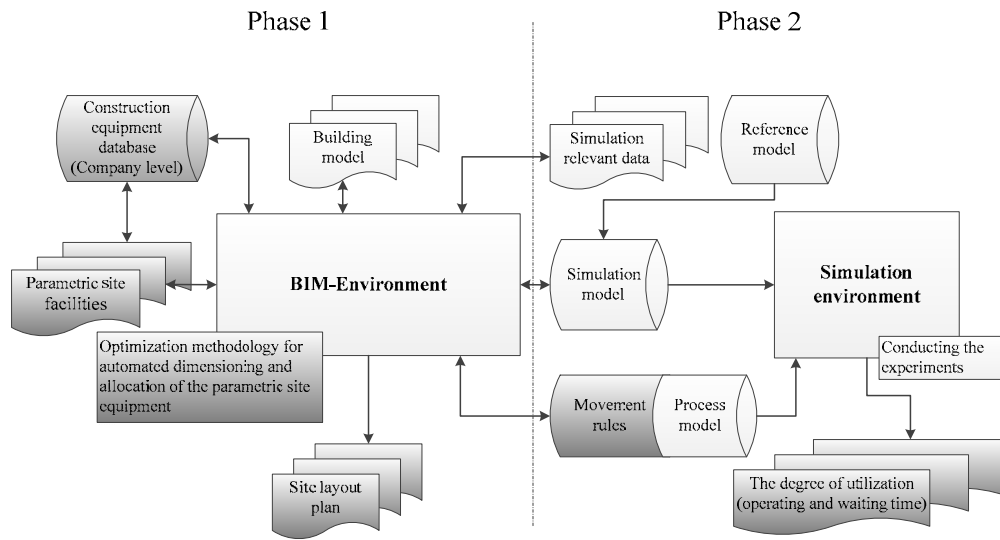 Phase 1
Phase 2
Construction
equipment
database
(Company level)
Building
model
Simulation
relevant data
Reference
model
Parametric site
facilities
BIM-Environment
Simulation
model
Simulation
environment
Optimization methodology for
automated dimensioning and
allocation of the parametric site
equipment
Conducting the
experiments
Movement
rules
Process
model
Site layout
plan
The degree of utilization
(operating and waiting time)